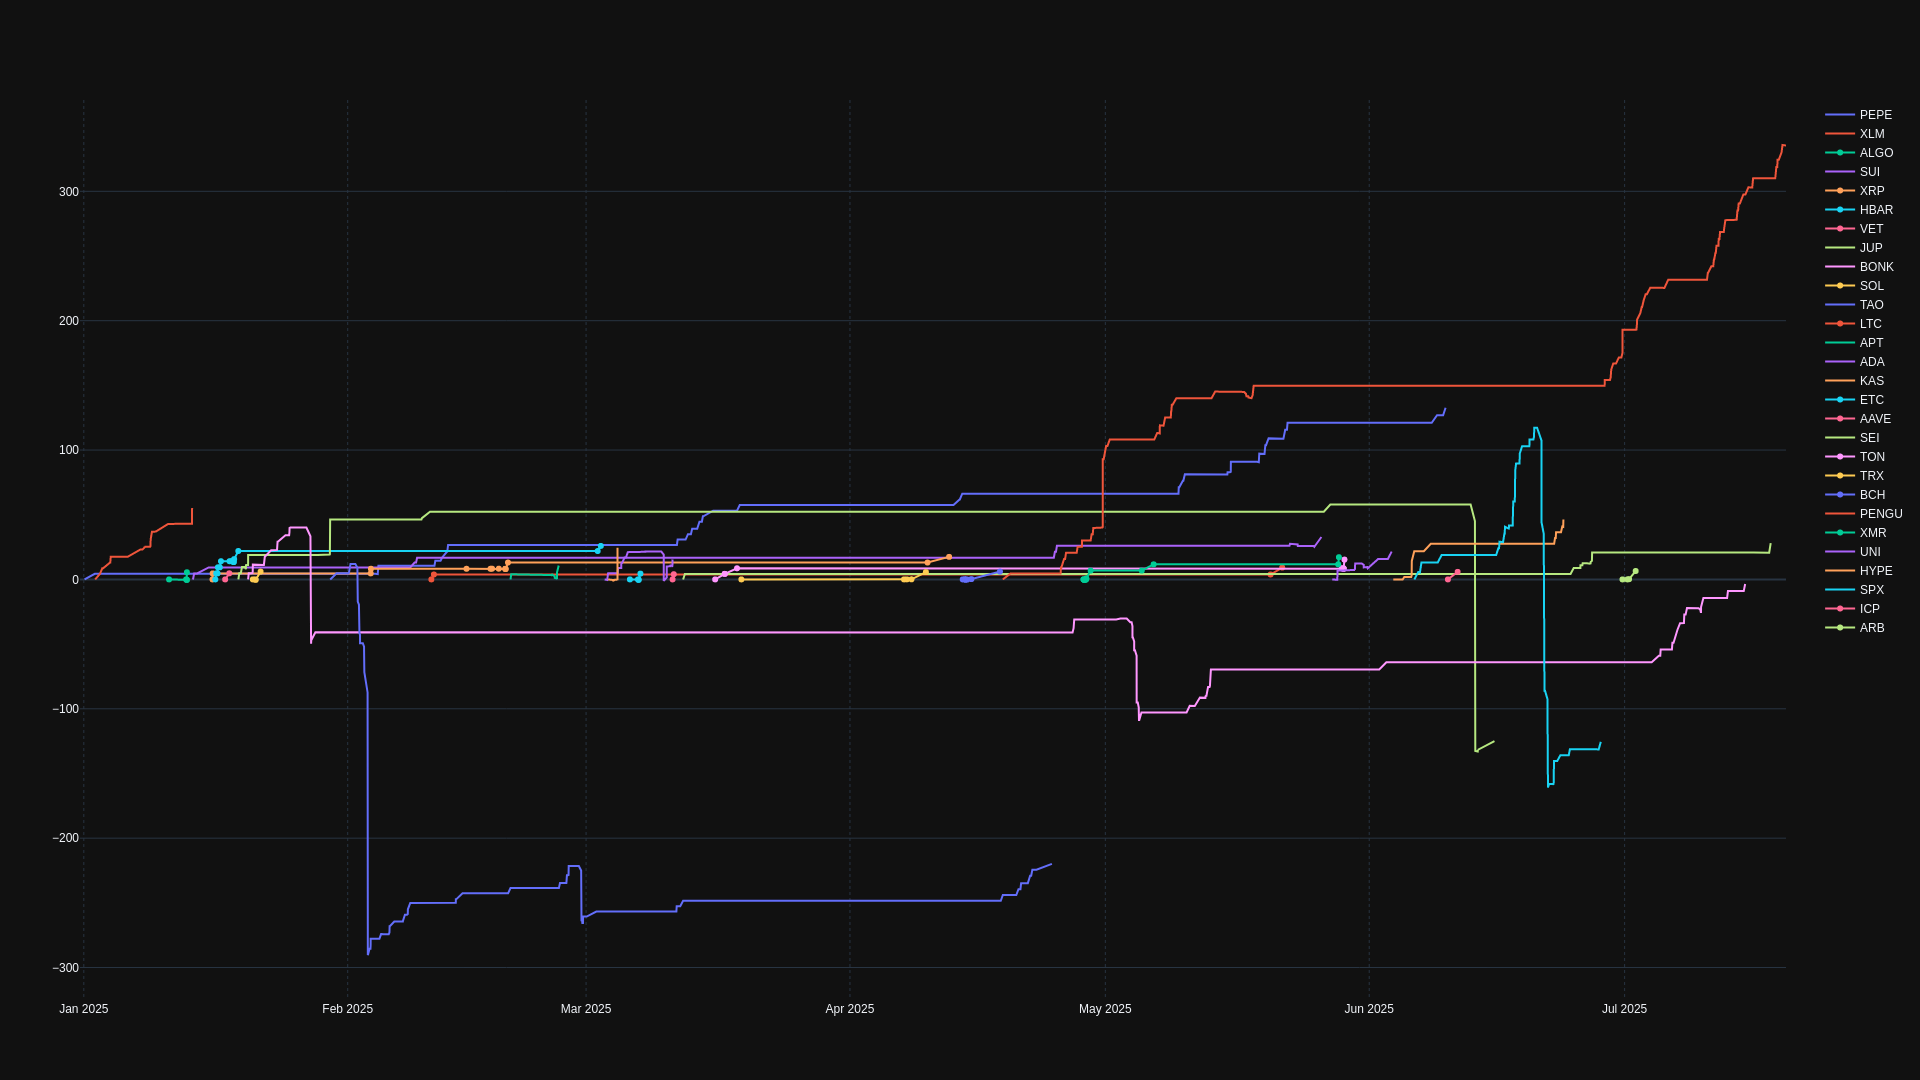 300
200
100
0
−100
−200
−300
Jan 2025
Feb 2025
Mar 2025
Apr 2025
May 2025
Jun 2025
Jul 2025
PEPE
XLM
ALGO
SUI
XRP
HBAR
VET
JUP
BONK
SOL
TAO
LTC
APT
ADA
KAS
ETC
AAVE
SEI
TON
TRX
BCH
PENGU
XMR
UNI
HYPE
SPX
ICP
ARB